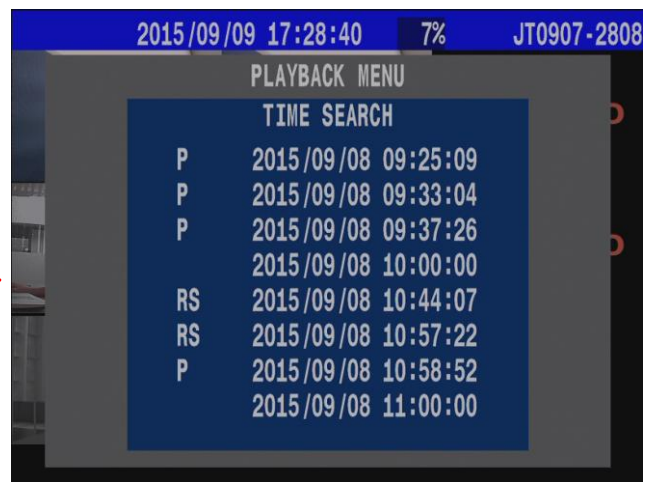 2015/09/09 17:28:40 7% JT0907-2808
PLAYBACK MENU
TIME SEARCH
P 2015/09/08 09:25:09
P 2015/09/08 09:33:04
P 2015/09/08 09:37:26
2015/09/08 10:00:00
RS 2015/09/08 10:44:07
RS 2015/09/08 10:57:22
P 2015/09/08 10:58:52
2015/09/08 11:00:00